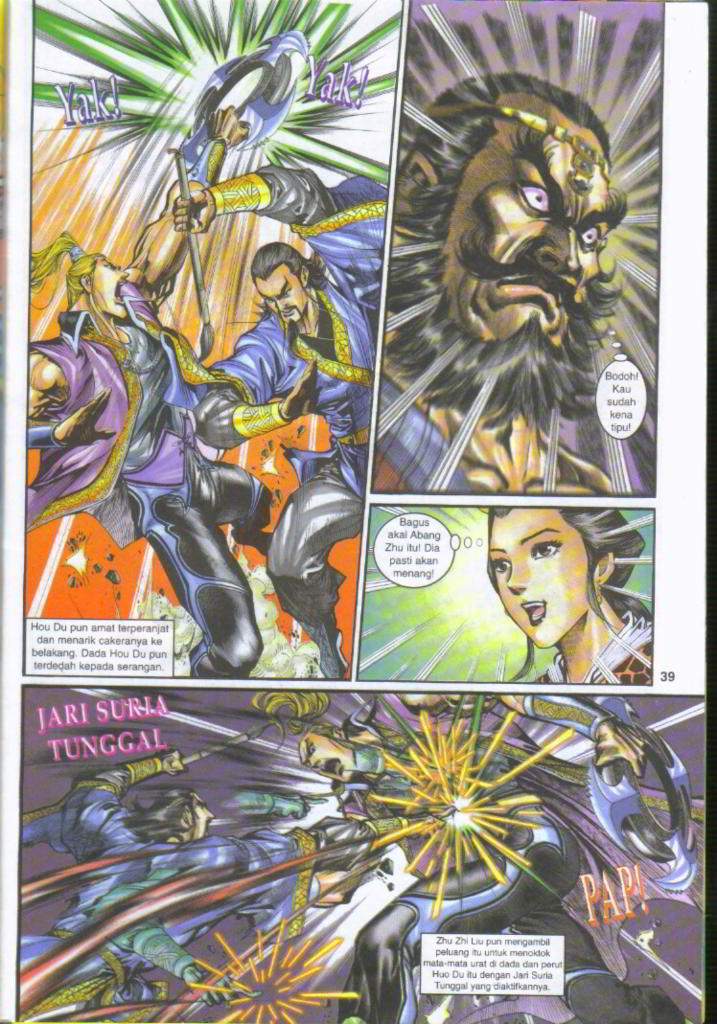 Yak!
Yak!
Bodoh!
Kau
sudah
kena
tipu!
Hou Du pun amat terperanjat
dan menarik cakeranya ke
belakang. Dada Hou Du pun
terdedah kepada serangan.
Bagus
akal Abang
Zhu itu! Dia
pasti akan
menang!
39
JARI SURIA
TUNGGAL
PAP!
Zhu Zhi Liu pun mengambil
peluang itu untuk menoktok
mata-mata urat di dada dan perut
Huo Du itu dengan Jari Suria
Tunggal yang diaktifkannya.